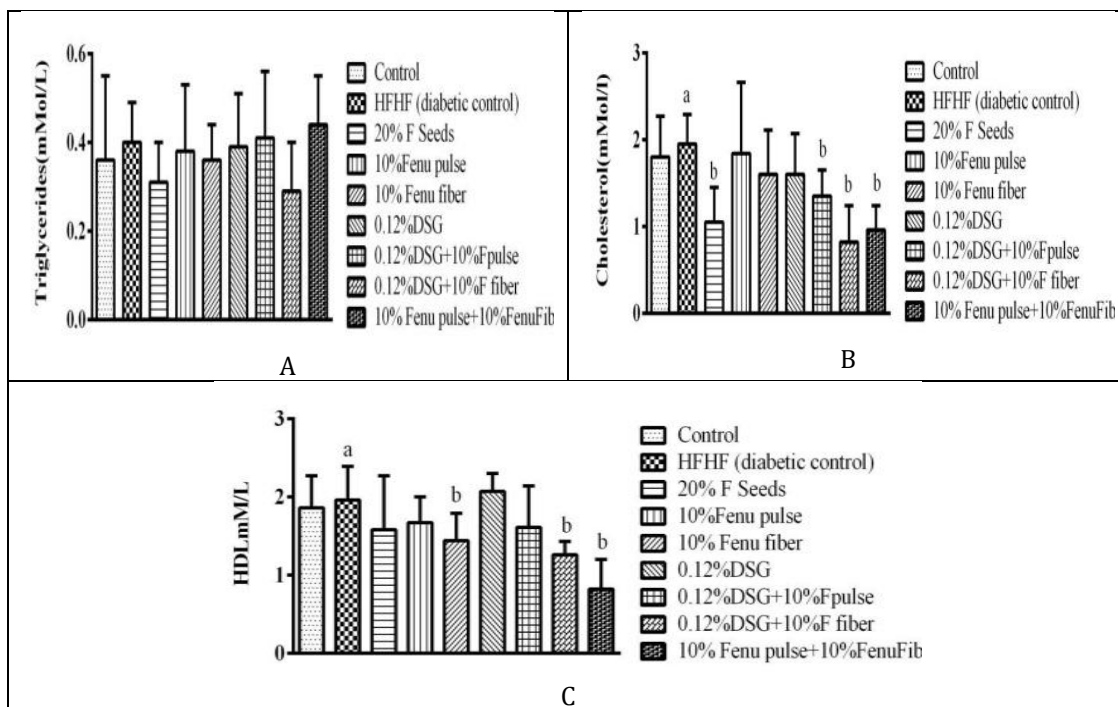 Triglycerides(mMol/L)
0.6
0.4
0.2
0.0
Control
HFHF (diabetic control)
20% F Seeds
10%Fenu pulse
10% Fenu fiber
0.12%DSG
0.12%DSG+10%Fpulse
0.12%DSG+10%F fiber
10% Fenu pulse+10%FenuFib
A
Cholesterol(mMol/l)
3
2
1
0
a
b
b
b
b
Control
HFHF (diabetic control)
20% F Seeds
10%Fenu pulse
10% Fenu fiber
0.12%DSG
0.12%DSG+10%Fpulse
0.12%DSG+10%F fiber
10% Fenu pulse+10%FenuFib
B
HDLmM/L
3
2
1
0
a
b
b
b
Control
HFHF (diabetic control)
20% F Seeds
10%Fenu pulse
10% Fenu fiber
0.12%DSG
0.12%DSG+10%Fpulse
0.12%DSG+10%F fiber
10% Fenu pulse+10%FenuFib
C